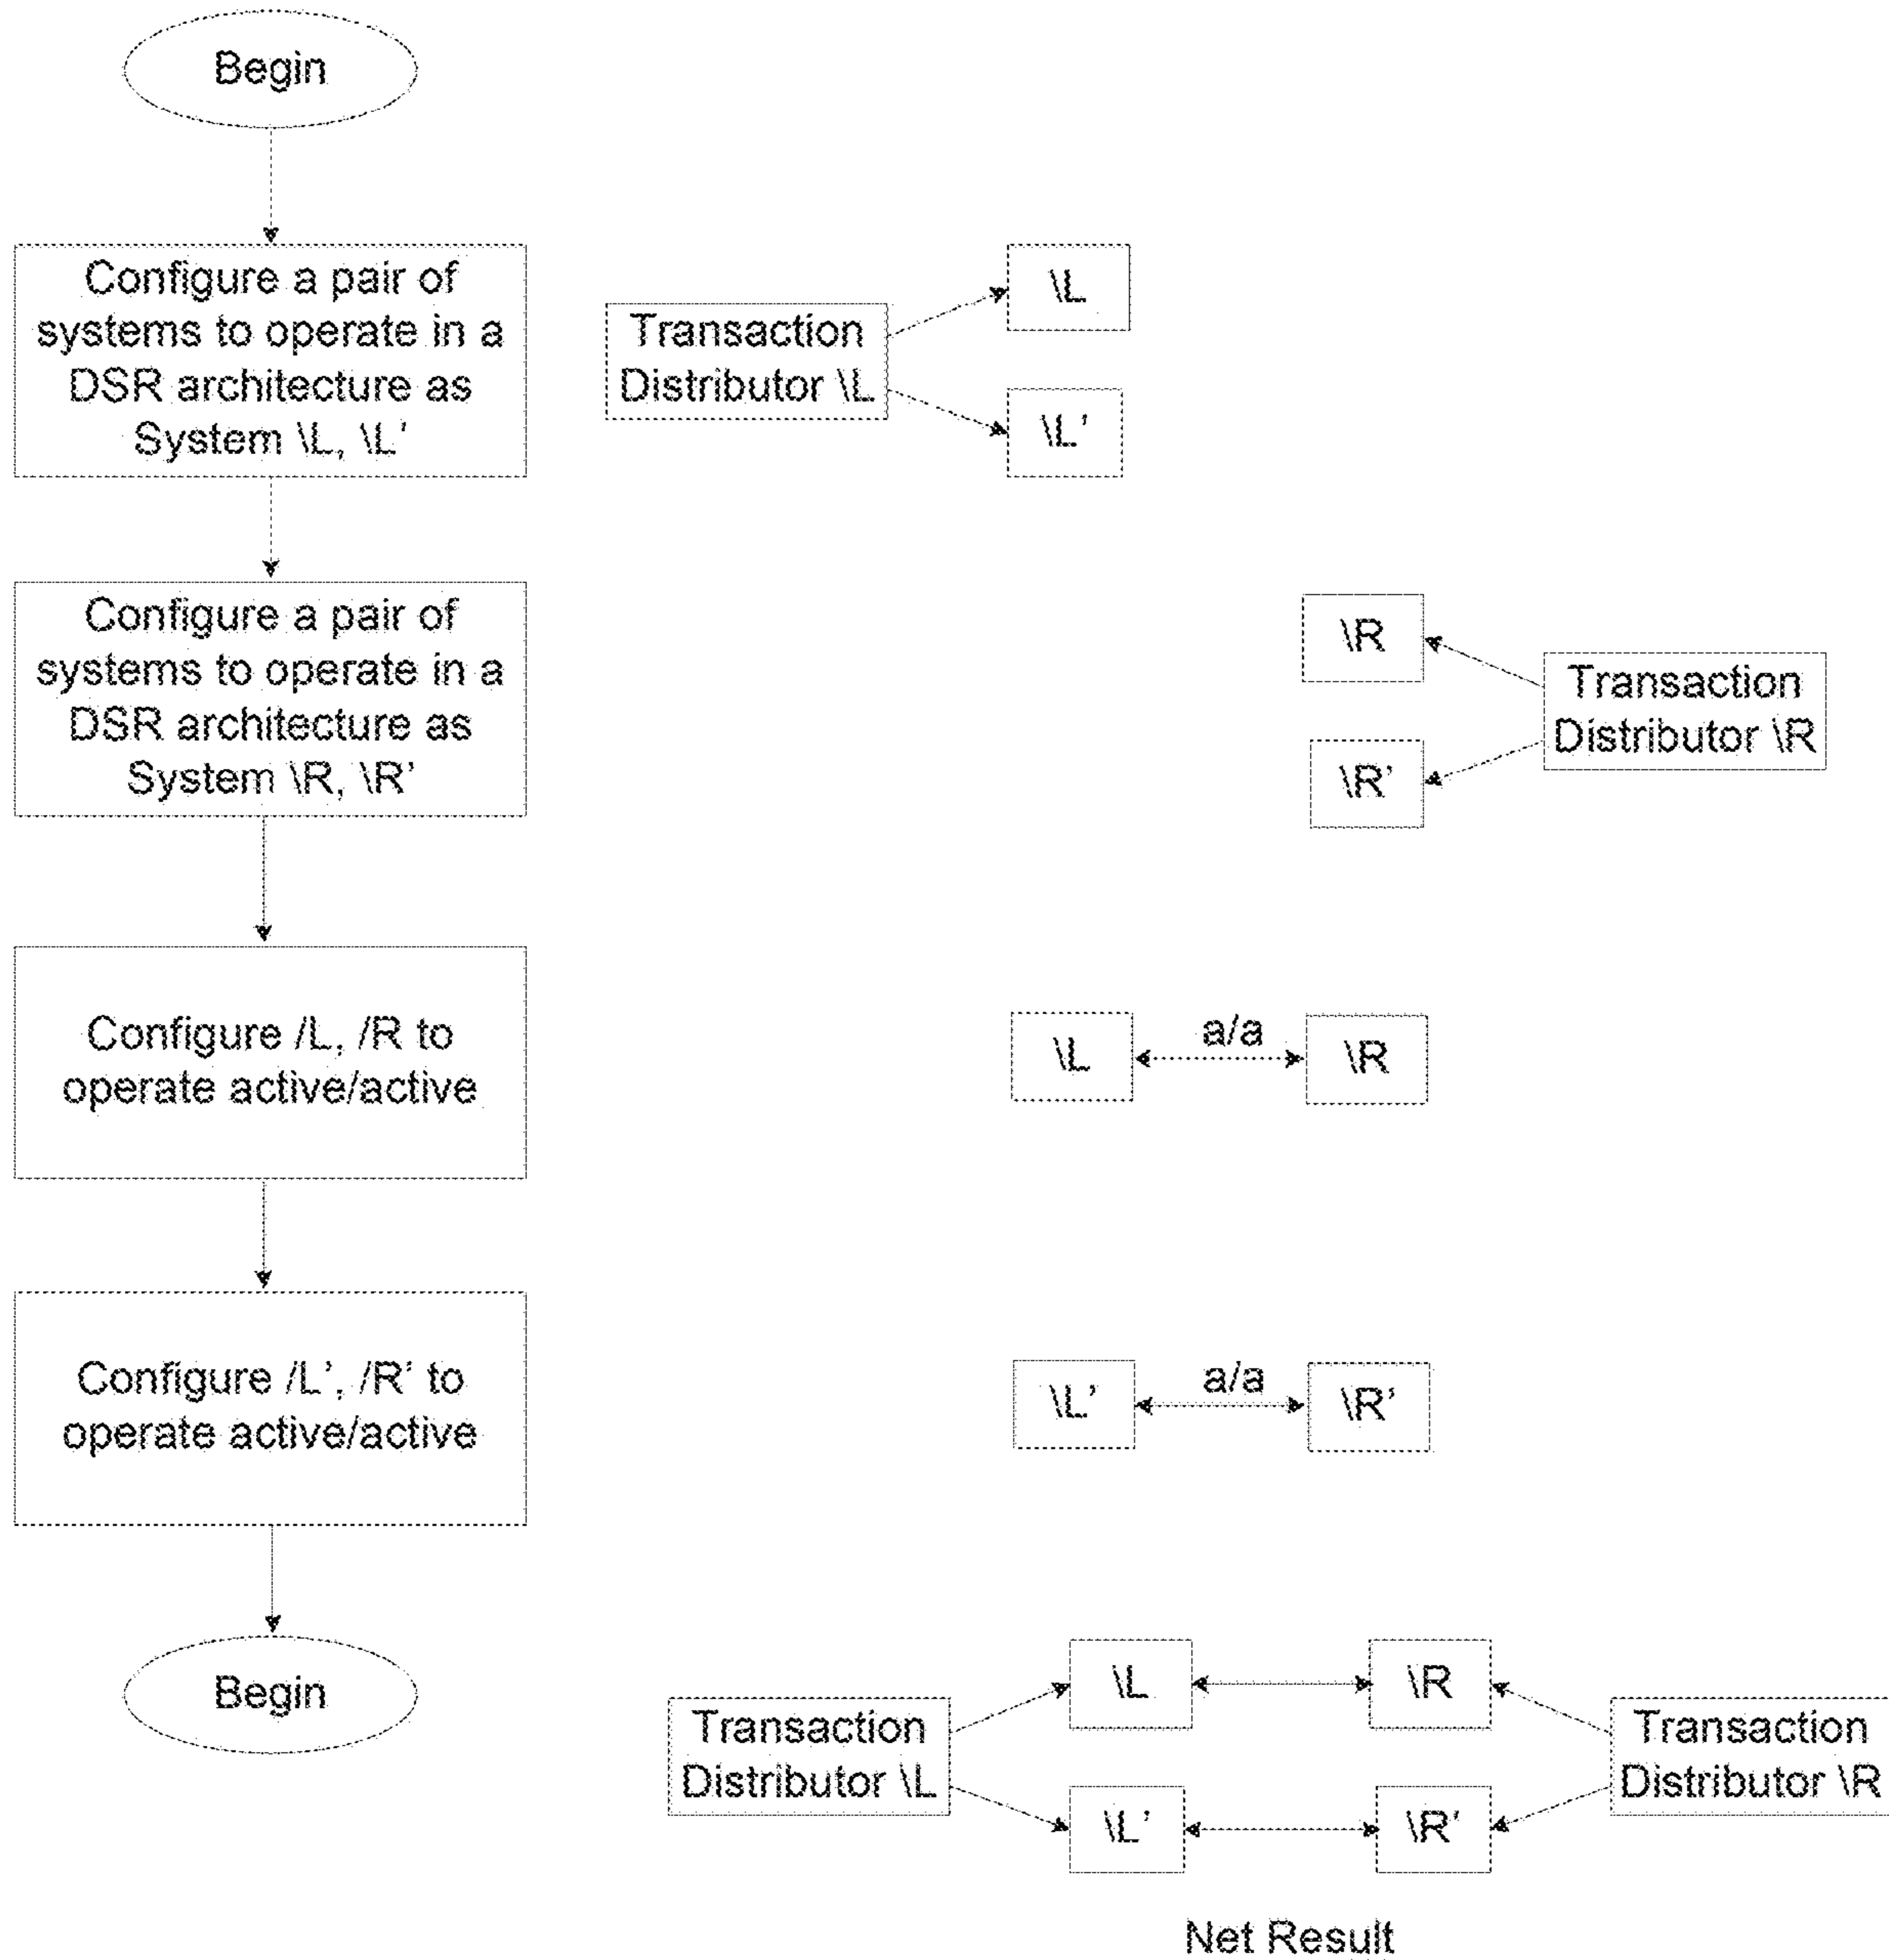 Begin
Configure a pair of
systems to operate in a
DSR architecture as
System \L, \L'
Transaction
Distributor \L
\L
\L'
Configure a pair of
systems to operate in a
DSR architecture as
System \R, \R'
\R
\R'
Transaction
Distributor \R
Configure /L, /R to
operate active/active
\L
a/a
\R
Configure /L', /R' to
operate active/active
\L'
a/a
\R'
Begin
Transaction
Distributor \L
\L
\R
\L'
\R'
Transaction
Distributor \R
Net Result